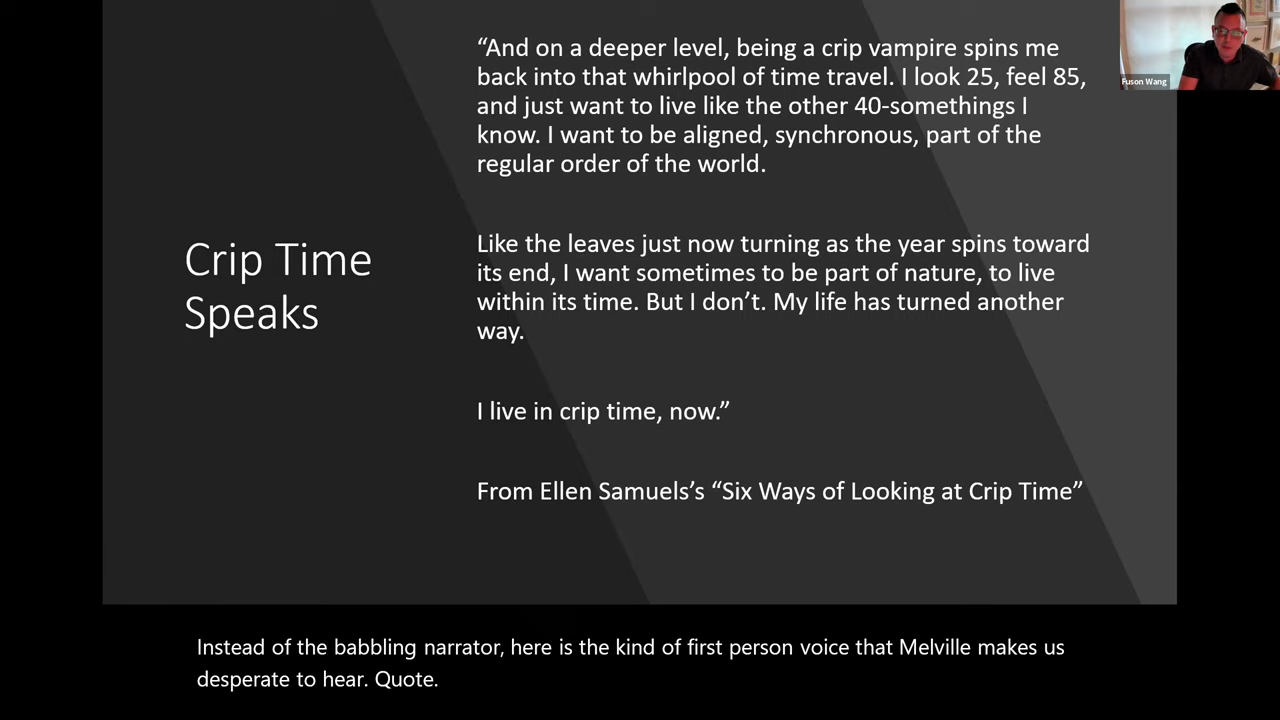 Crip Time
Speaks
“And on a deeper level, being a crip vampire spins me
back into that whirlpool of time travel. I look 25, feel 85,
and just want to live like the other 40-somethings I
know. I want to be aligned, synchronous, part of the
regular order of the world.
Like the leaves just now turning as the year spins toward
its end, I want sometimes to be part of nature, to live
within its time. But I don’t. My life has turned another
way.
I live in crip time, now.”
From Ellen Samuels’s “Six Ways of Looking at Crip Time”
Fuson Wang
Instead of the babbling narrator, here is the kind of first person voice that Melville makes us
desperate to hear. Quote.